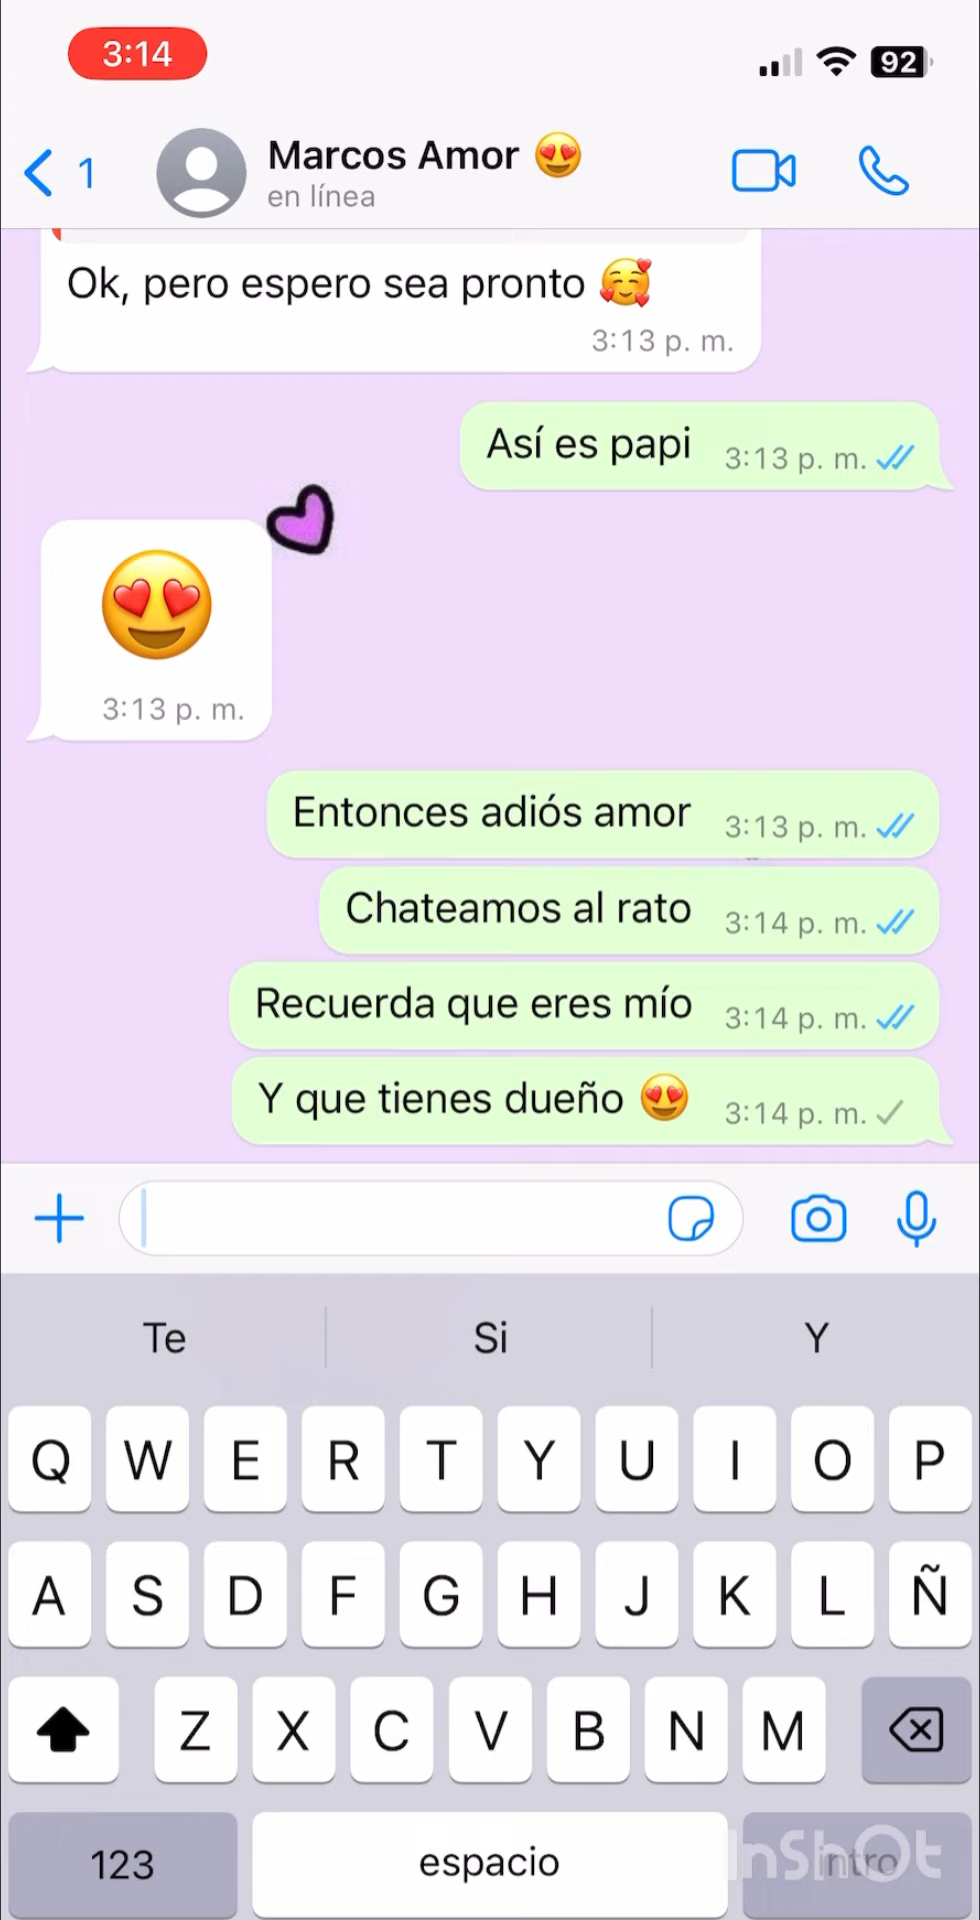 3:14
92
1
Marcos Amor 😍
en línea
Ok, pero espero sea pronto 🥰
3:13 p. m.
Así es papi 3:13 p. m.
😍
3:13 p. m.
Entonces adiós amor 3:13 p. m.
Chateamos al rato 3:14 p. m.
Recuerda que eres mío 3:14 p. m.
Y que tienes dueño 😍 3:14 p. m.
Te Si Y
Q W E R T Y U I O P
A S D F G H J K L Ñ
Z X C V B N M
123 espacio intro
InShOt